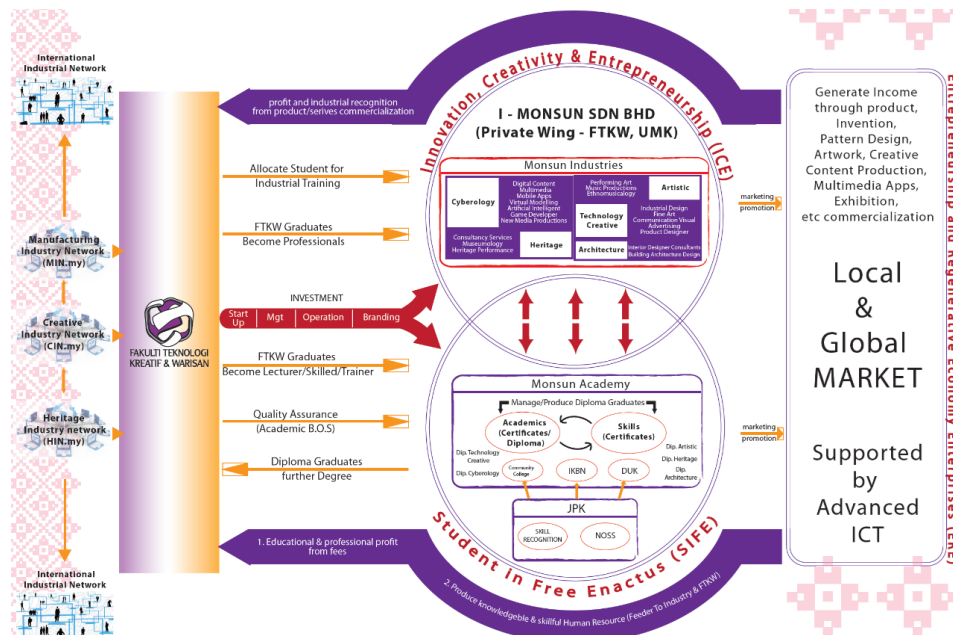 International
Industrial Network
Manufacturing
Industry Network
(MIN.my)
Creative
Industry Network
(CIN.my)
Heritage
Industry network
(HIN.my)
International
Industrial Network
FAKULTI TEKNOLOGI
KREATIF & WARISAN
profit and industrial recognition
from product/serives commercialization
Allocate Student for
Industrial Training
FTKW Graduates
Become Professionals
INVESTMENT
Start Up
Mgt
Operation
Branding
FTKW Graduates
Become Lecturer/Skilled/Trainer
Quality Assurance
(Academic B.O.S)
Diploma Graduates
further Degree
1. Educational & professional profit
from fees
Innovation, Creativity & Entrepreneurship (ICE)
I - MONSUN SDN BHD
(Private Wing - FTKW, UMK)
Monsun Industries
Cyberology
Digital Content
Multimedia
Mobile Apps
Virtual Modelling
Artificial Intelligent
Game Developer
New Media Productions
Performing Art
Music Productions
Ethnomusicalogy
Artistic
Technology
Creative
Industrial Design
Fine Art
Commurication Visual
Advertising
Product Designer
Consultancy Services
Museumology
Heritage Performance
Heritage
Architecture
Interior Designer Consultants
Building Architecture Design
Monsun Academy
Manage/Produce Diploma Graduates
Academics
(Certificates/
Diploma)
Skills
(Certificates)
Dip. Technology
Creative
Dip. Cyberology
Community
College
IKBN
DUK
Dip. Artistic
Dip. Heritage
Dip.
Architecture
JPK
SKILL
RECOGNITION
NOSS
Student in Free Enactus (SIFE)
2. Produce knowledgeble & skillful Human Resource (Feeder To Industry & FTKW)
marketing
promotion
marketing
promotion
Generate Income
through product,
Invention,
Pattern Design,
Artwork, Creative
Content Production,
Multimedia Apps,
Exhibition,
etc commercialization
Local
&
Global
MARKET
Supported
by
Advanced
ICT
Entrepreneurship and Regenerative Economy Enterprises (EREE)